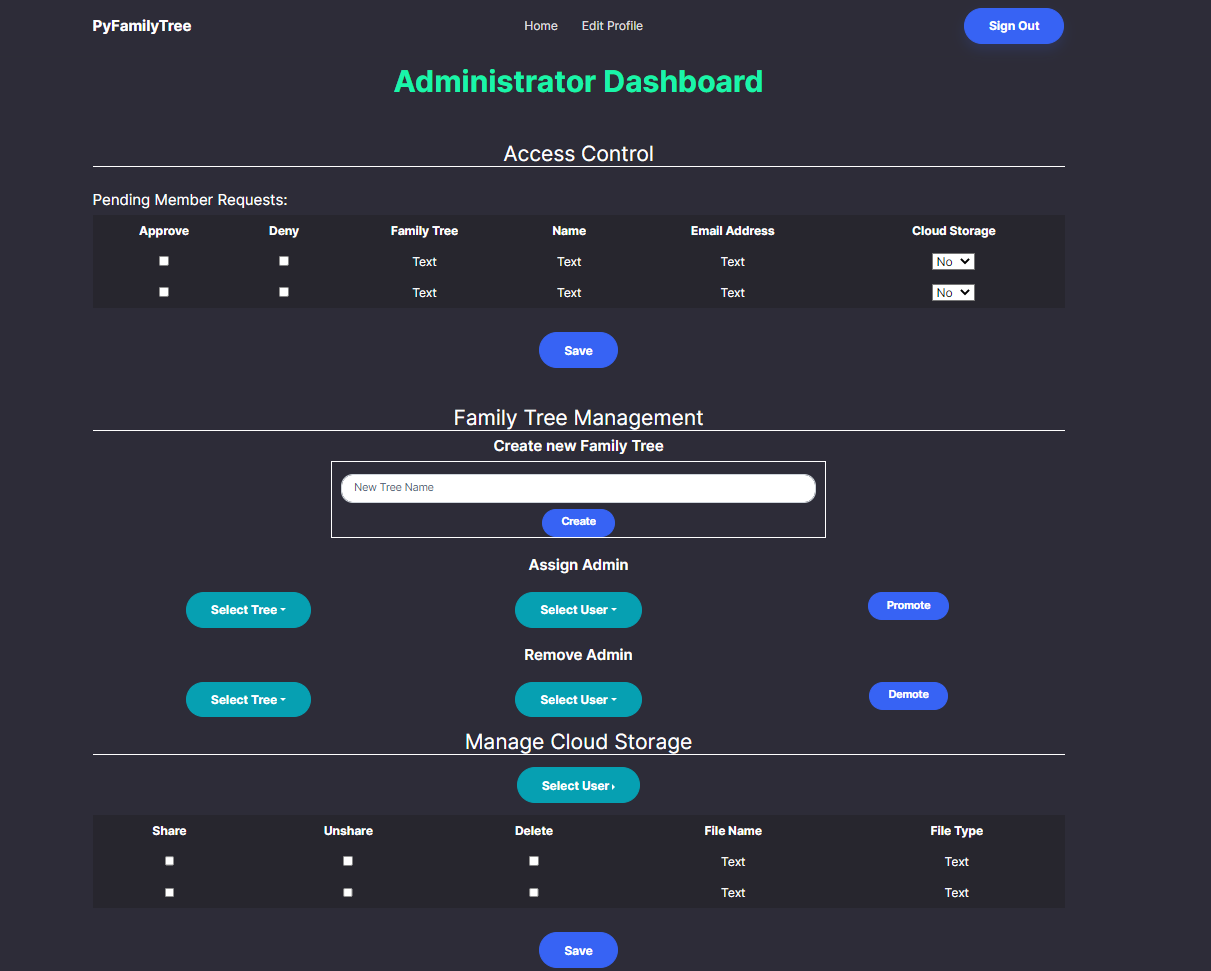 PyFamilyTree Home Edit Profile Sign Out
Administrator Dashboard
Access Control
Pending Member Requests:
Approve Deny Family Tree Name Email Address Cloud Storage
Text Text Text No
Text Text Text No
Save
Family Tree Management
Create new Family Tree
New Tree Name
Create
Assign Admin
Select Tree Select User Promote
Remove Admin
Select Tree Select User Demote
Manage Cloud Storage
Select User
Share Unshare Delete File Name File Type
Text Text
Text Text
Save